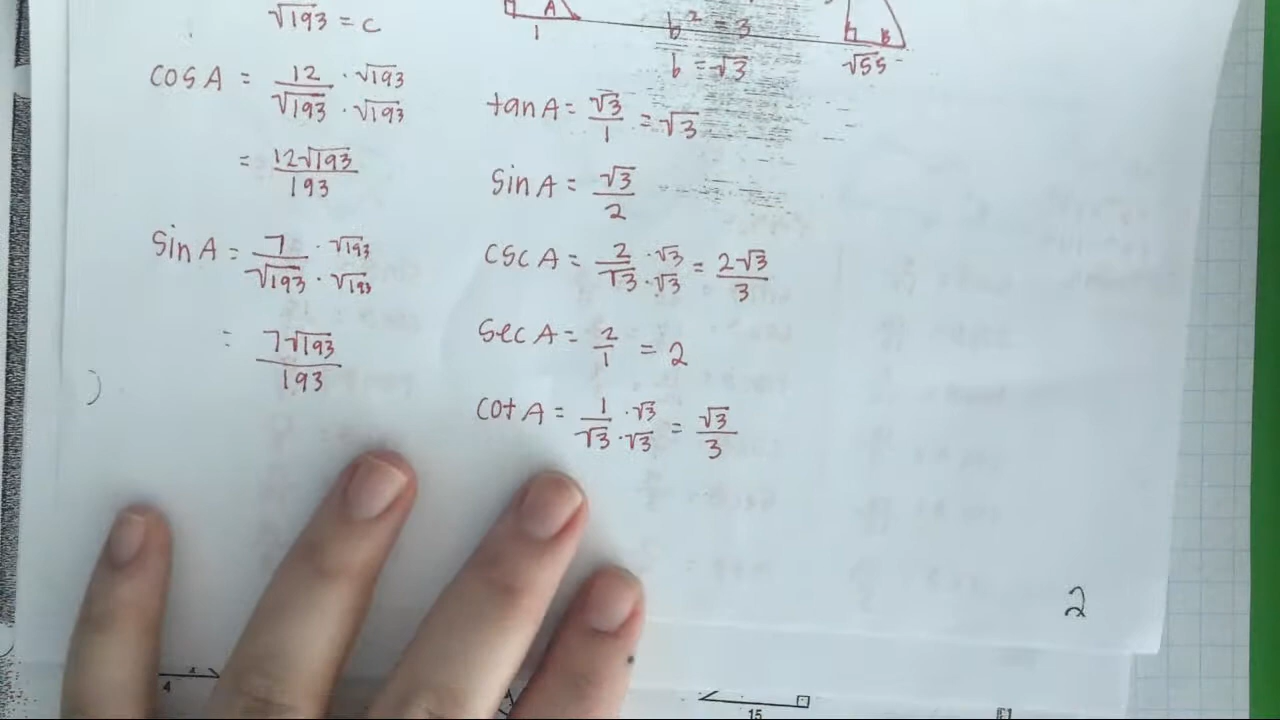 √193 = c
cos A = 12/√193 · √193/√193
= 12√193/193
sin A = 7/√193 · √193/√193
= 7√193/193
)
A
1
b² = 3
b = √3
tan A = √3/1 = √3
sin A = √3/2
csc A = 2/√3 · √3/√3 = 2√3/3
sec A = 2/1 = 2
cot A = 1/√3 · √3/√3 = √3/3
B
√55
2
4
x
15